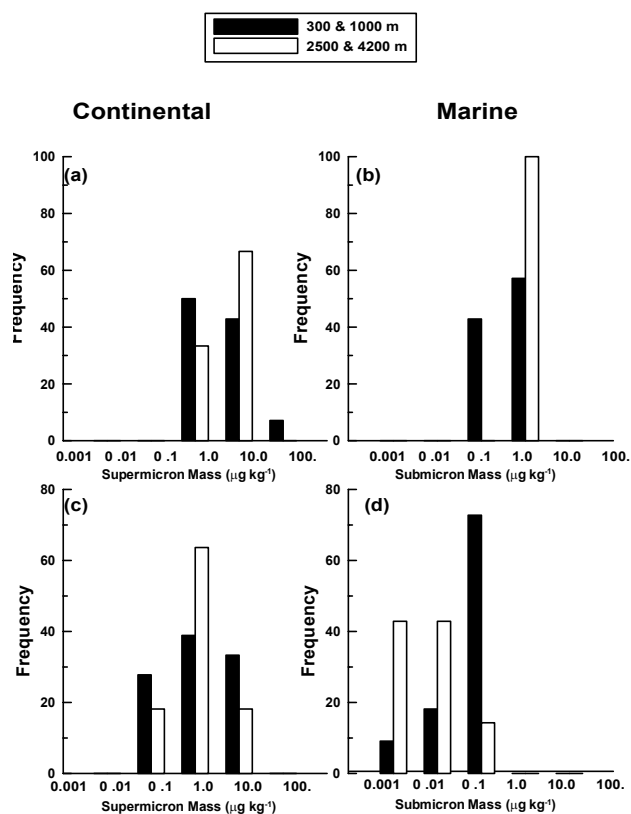 300 & 1000 m
2500 & 4200 m
Continental
Marine
(a)
100
80
60
40
20
0
Frequency
0.001 0.01 0 .1 1.0 10.0 100.
Supermicron Mass (μg kg-1)
(b)
100
80
60
40
20
0
Frequency
0.001 0.01 0 .1 1.0 10.0 100.
Submicron Mass (μg kg-1)
(c)
80
60
40
20
0
Frequency
0.001 0.01 0 .1 1.0 10.0 100.
Supermicron Mass (μg kg-1)
(d)
80
60
40
20
0
Frequency
0.001 0.01 0 .1 1.0 10.0 100.
Submicron Mass (μg kg-1)